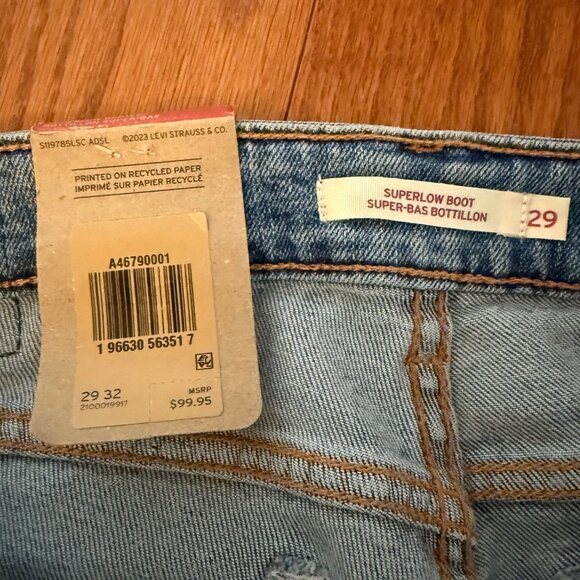 S119785LSC ADSL ©2023 LEVI STRAUSS & CO.
PRINTED ON RECYCLED PAPER
IMPRIMÉ SUR PAPIER RECYCLÉ
A46790001
1 96630 56351 7
29 32
2100019917
MSRP
$99.95
SUPERLOW BOOT
SUPER-BAS BOTTILLON
29